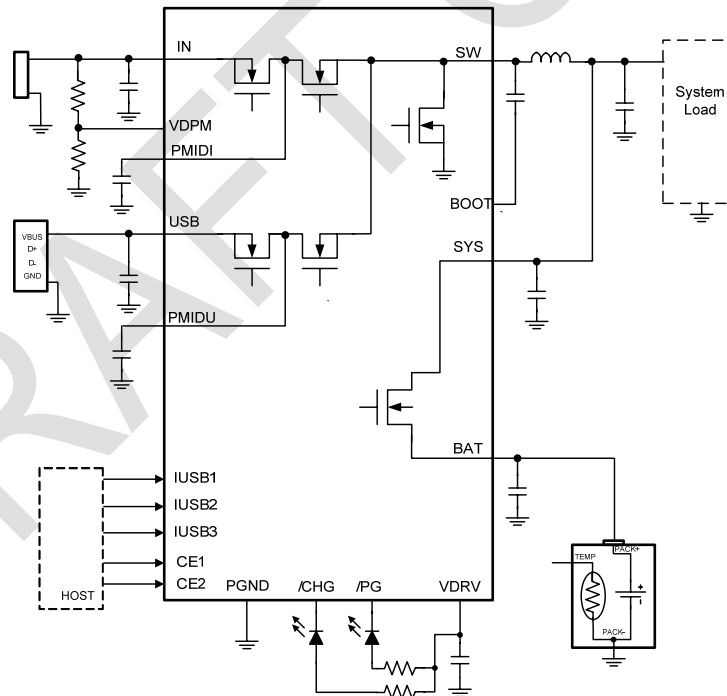 IN
SW
System
Load
VDPM
PMIDI
BOOT
USB
SYS
VBUS
D+
D-
GND
PMIDU
BAT
IUSB1
IUSB2
IUSB3
CE1
CE2
HOST
PGND
/CHG
/PG
VDRV
PACK+
TEMP
+
-
PACK-